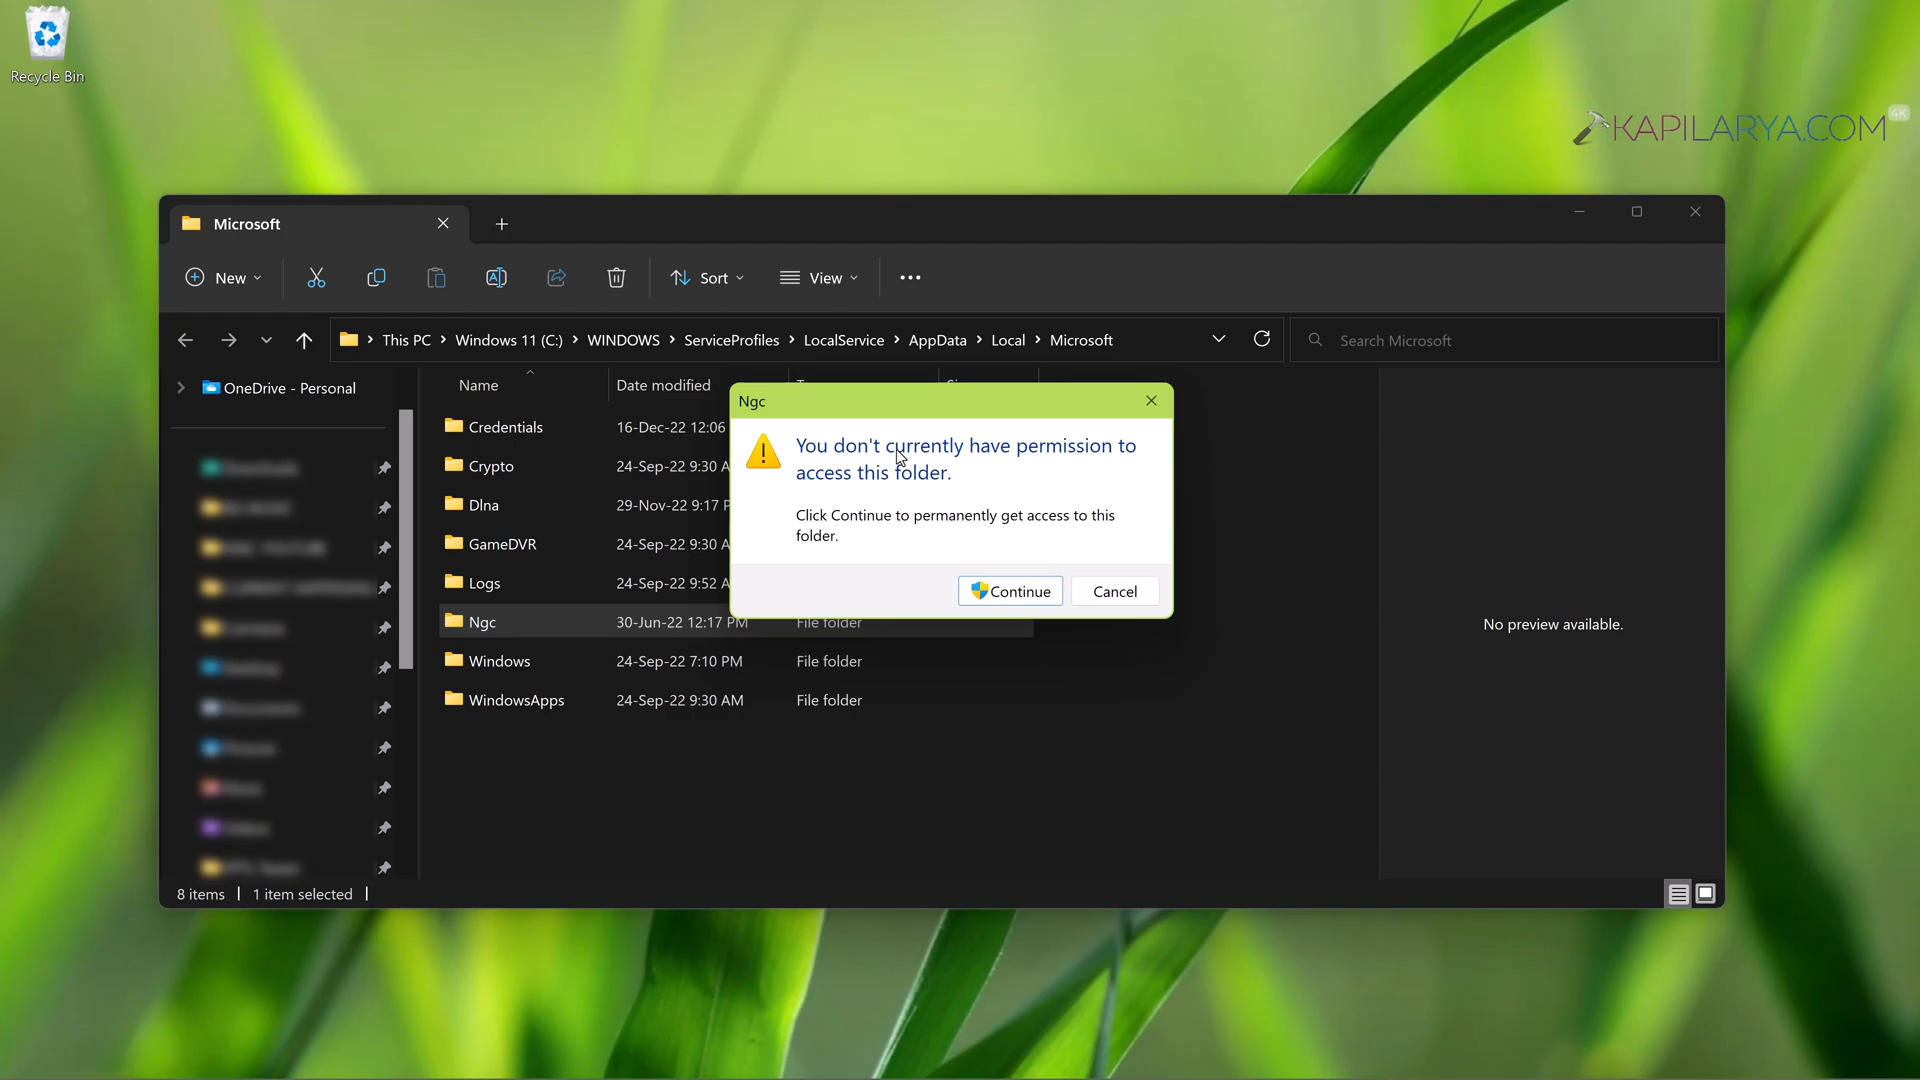 Recycle Bin
KAPILARYA.COM
4K
Microsoft
New
Sort
View
This PC > Windows 11 (C:) > WINDOWS > ServiceProfiles > LocalService > AppData > Local > Microsoft
Search Microsoft
OneDrive - Personal
Name
Date modified
Credentials 16-Dec-22 12:06
Crypto 24-Sep-22 9:30 A
Dlna 29-Nov-22 9:17 P
GameDVR 24-Sep-22 9:30 A
Logs 24-Sep-22 9:52 A
Ngc 30-Jun-22 12:17 PM File folder
Windows 24-Sep-22 7:10 PM File folder
WindowsApps 24-Sep-22 9:30 AM File folder
Ngc
You don't currently have permission to
access this folder.
Click Continue to permanently get access to this
folder.
Continue
Cancel
No preview available.
8 items
1 item selected